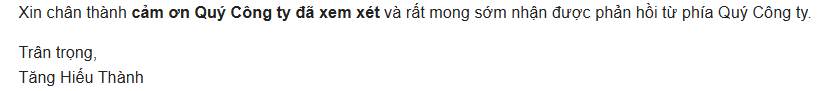 Xin chân thành cảm ơn Quý Công ty đã xem xét và rất mong sớm nhận được phản hồi từ phía Quý Công ty.
Trân trọng,
Tăng Hiếu Thành